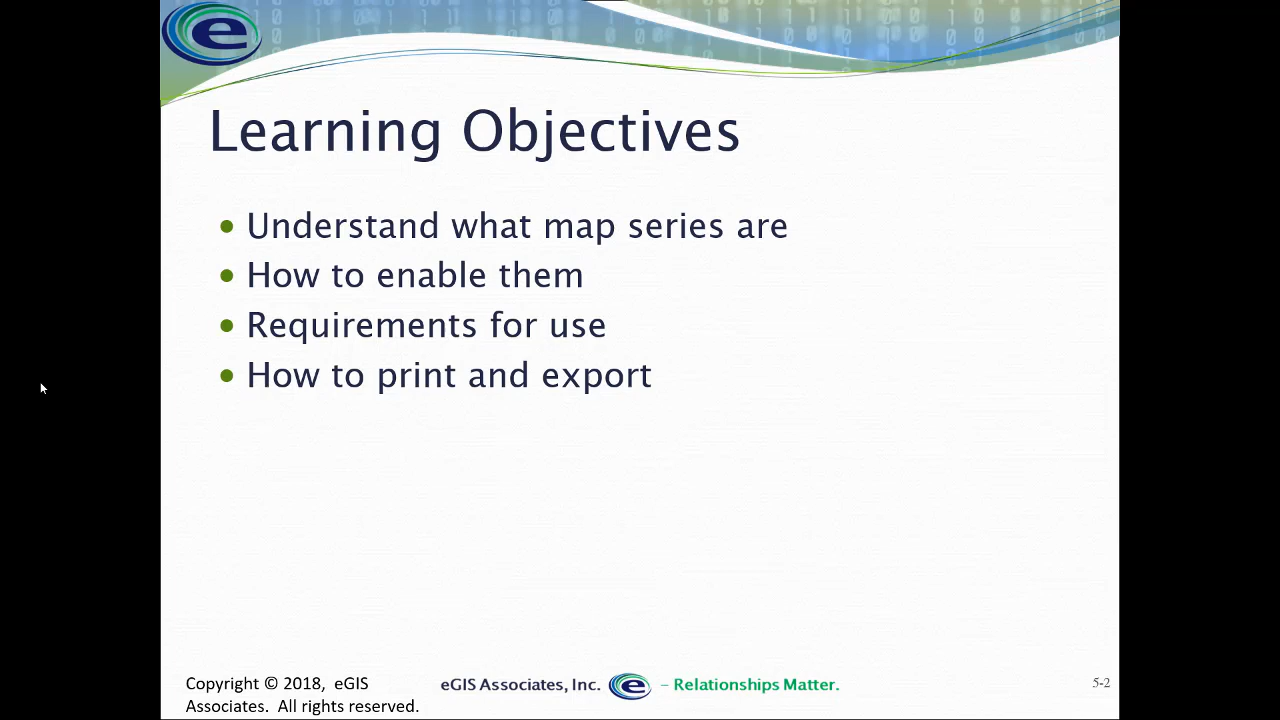 Learning Objectives
• Understand what map series are
• How to enable them
• Requirements for use
• How to print and export
Copyright © 2018, eGIS
Associates. All rights reserved.
eGIS Associates, Inc. e – Relationships Matter.
5-2